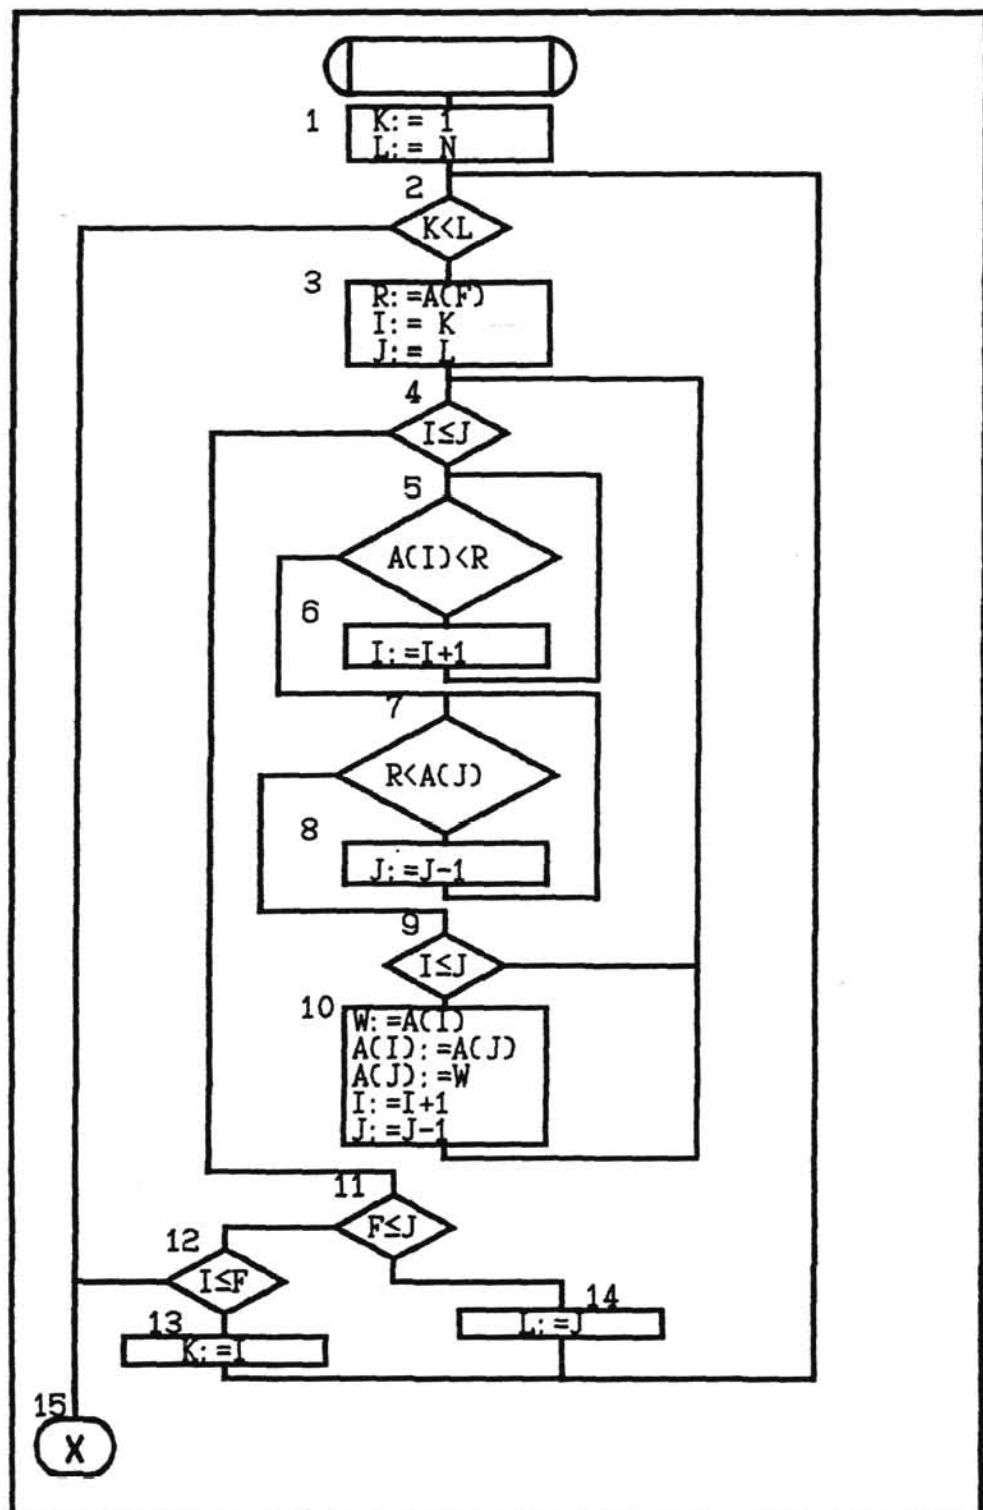 1
K:= 1
L:= N
2
K<L
3
R:=A(F)
I:= K
J:= L
4
I≤J
5
A(I)<R
6
I:=I+1
7
R<A(J)
8
J:=J-1
9
I≤J
10
W:=A(I)
A(I):=A(J)
A(J):=W
I:=I+1
J:=J-1
11
F≤J
12
I≤F
13
K:=I
14
L:=J
15
X